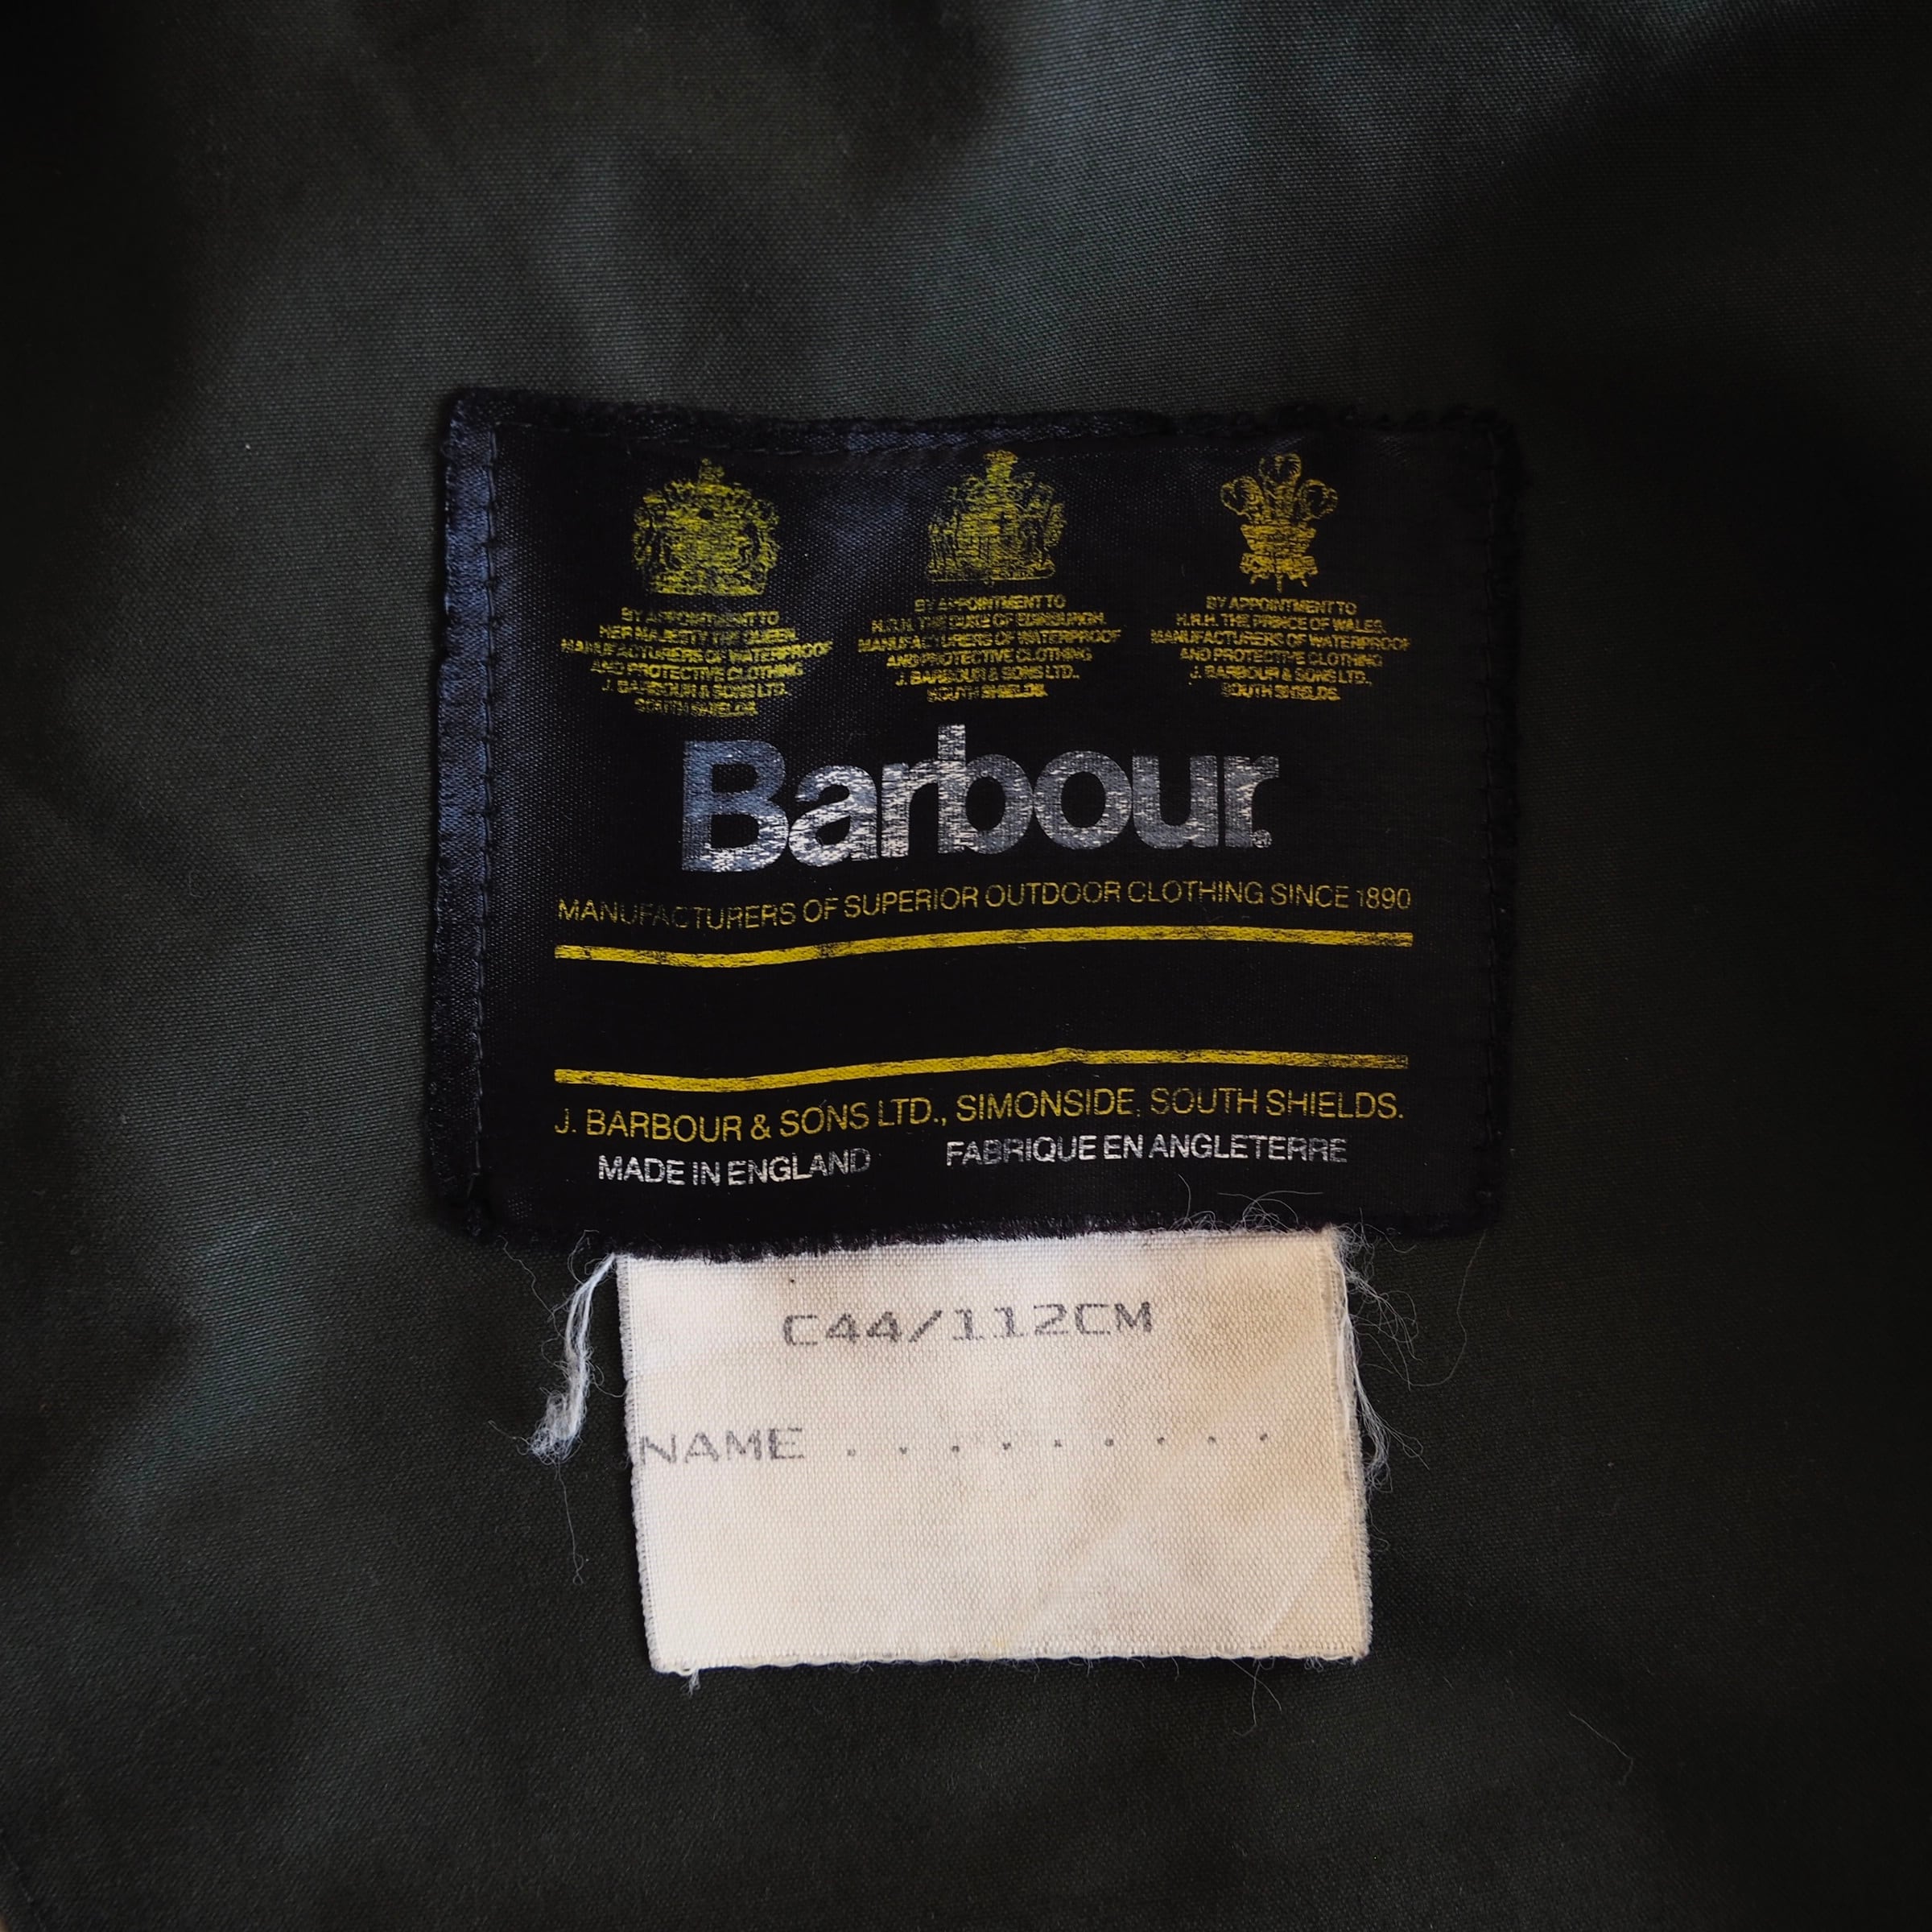 BY APPOINTMENT TO
HER MAJESTY THE QUEEN.
MANUFACTURERS OF WATERPROOF
AND PROTECTIVE CLOTHING
J. BARBOUR & SONS LTD.
SOUTH SHIELDS.
BY APPOINTMENT TO
H.R.H. THE DUKE OF EDINBURGH.
MANUFACTURERS OF WATERPROOF
AND PROTECTIVE CLOTHING
J. BARBOUR & SONS LTD.,
SOUTH SHIELDS.
BY APPOINTMENT TO
H.R.H. THE PRINCE OF WALES.
MANUFACTURERS OF WATERPROOF
AND PROTECTIVE CLOTHING
J. BARBOUR & SONS LTD.,
SOUTH SHIELDS.
Barbour.
MANUFACTURERS OF SUPERIOR OUTDOOR CLOTHING SINCE 1890
J. BARBOUR & SONS LTD., SIMONSIDE, SOUTH SHIELDS.
MADE IN ENGLAND FABRIQUE EN ANGLETERRE
C44/112CM
NAME . . . . . . . . .